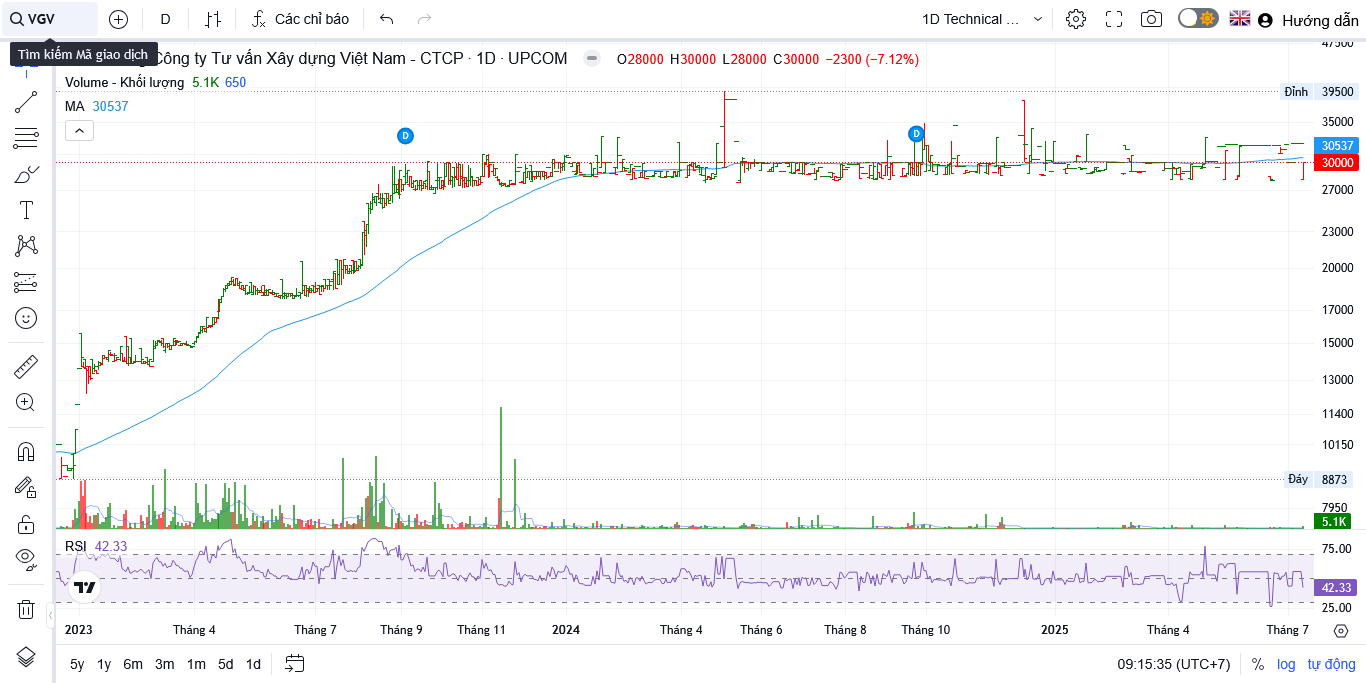 VGV
D
Các chỉ báo
1D Technical ...
Hướng dẫn
Tìm kiếm Mã giao dịch
Công ty Tư vấn Xây dựng Việt Nam - CTCP · 1D · UPCOM
O28000 H30000 L28000 C30000 −2300 (−7.12%)
Volume - Khối lượng 5.1K 650
MA 30537
D
D
47500
Đỉnh 39500
35000
30537
30000
27000
23000
20000
17000
15000
13000
11400
10150
Đáy 8873
7950
5.1K
RSI 42.33
75.00
42.33
25.00
2023
Tháng 4
Tháng 7
Tháng 9
Tháng 11
2024
Tháng 4
Tháng 6
Tháng 8
Tháng 10
2025
Tháng 4
Tháng 7
5y 1y 6m 3m 1m 5d 1d
09:15:35 (UTC+7)
% log tự động